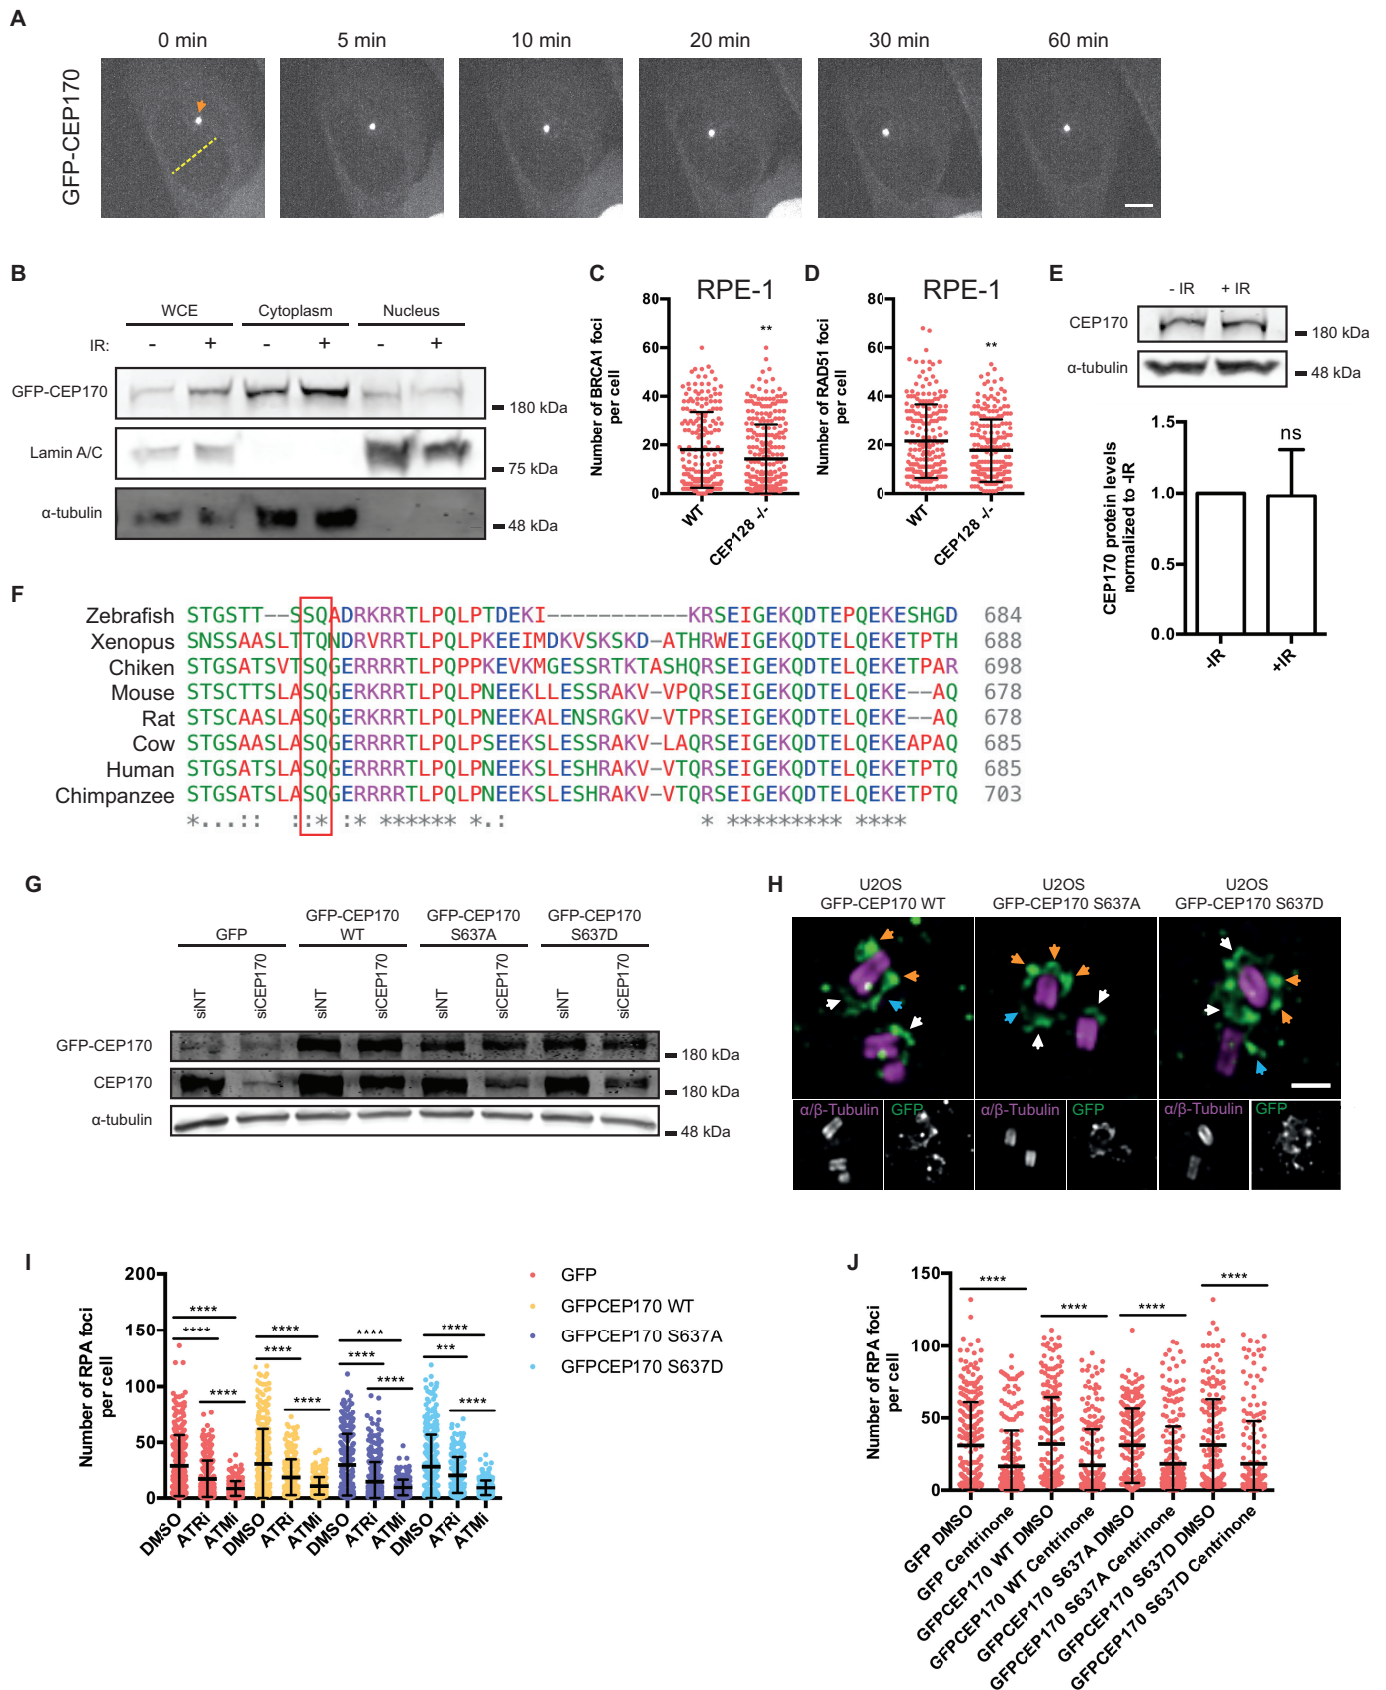 A
0 min 5 min 10 min 20 min 30 min 60 min
GFP-CEP170
B
WCE Cytoplasm Nucleus
IR: - + - + - +
GFP-CEP170
180 kDa
Lamin A/C
75 kDa
α-tubulin
48 kDa
C
RPE-1
Number of BRCA1 foci
per cell
80
60
40
20
0
**
WT
CEP128 -/-
D
RPE-1
Number of RAD51 foci
per cell
80
60
40
20
0
**
WT
CEP128 -/-
E
- IR + IR
CEP170
180 kDa
α-tubulin
48 kDa
CEP170 protein levels
normalized to -IR
1.5
1.0
0.5
0.0
ns
-IR
+IR
F
Zebrafish STGSTT--SSQADRKRRTLPQLPTDEKI-----------KRSEIGEKQDTEPQEKESHGD 684
Xenopus SNSSAASLTTQNDRVRRTLPQLPKEEIMDKVSKSKD-ATHRWEIGEKQDTELQEKETPTH 688
Chiken STGSATSVTSQGERRRRTLPQPPKEVKMGESSRTKTASHQRSEIGEKQDTELQEKETPAR 698
Mouse STSCTTSLASQGERRRRTLPQLPNEEKLLESSRAKV-VPQRSEIGEKQDTELQEKE--AQ 678
Rat STSCAASLASQGERRRRTLPQLPNEEKALENSRGKV-VTPRSEIGEKQDTELQEKE--AQ 678
Cow STGSAASLASQGERRRRTLPQLPSEEKSLESSRAKV-LAQRSEIGEKQDTELQEKEAPAQ 685
Human STGSATSLASQGERRRRTLPQLPNEEKSLESHRAKV-VTQRSEIGEKQDTELQEKETPTQ 685
Chimpanzee STGSATSLASQGERRRRTLPQLPNEEKSLESHRAKV-VTQRSEIGEKQDTELQEKETPTQ 703
*...:: ::* :* ****** *.: * ********* ****
G
GFP
GFP-CEP170
WT
GFP-CEP170
S637A
GFP-CEP170
S637D
siNT siCEP170 siNT siCEP170 siNT siCEP170 siNT siCEP170
GFP-CEP170
180 kDa
CEP170
180 kDa
α-tubulin
48 kDa
H
U2OS
GFP-CEP170 WT
U2OS
GFP-CEP170 S637A
U2OS
GFP-CEP170 S637D
α/β-Tubulin GFP α/β-Tubulin GFP α/β-Tubulin GFP
I
Number of RPA foci
per cell
200
150
100
50
0
**** **** ****
**** **** ****
**** **** ****
**** *** ****
DMSO ATRi ATMi DMSO ATRi ATMi DMSO ATRi ATMi DMSO ATRi ATMi
GFP
GFPCEP170 WT
GFPCEP170 S637A
GFPCEP170 S637D
J
Number of RPA foci
per cell
150
100
50
0
**** **** **** ****
GFP DMSO
GFP Centrinone
GFPCEP170 WT DMSO
GFPCEP170 WT Centrinone
GFPCEP170 S637A DMSO
GFPCEP170 S637A Centrinone
GFPCEP170 S637D DMSO
GFPCEP170 S637D Centrinone